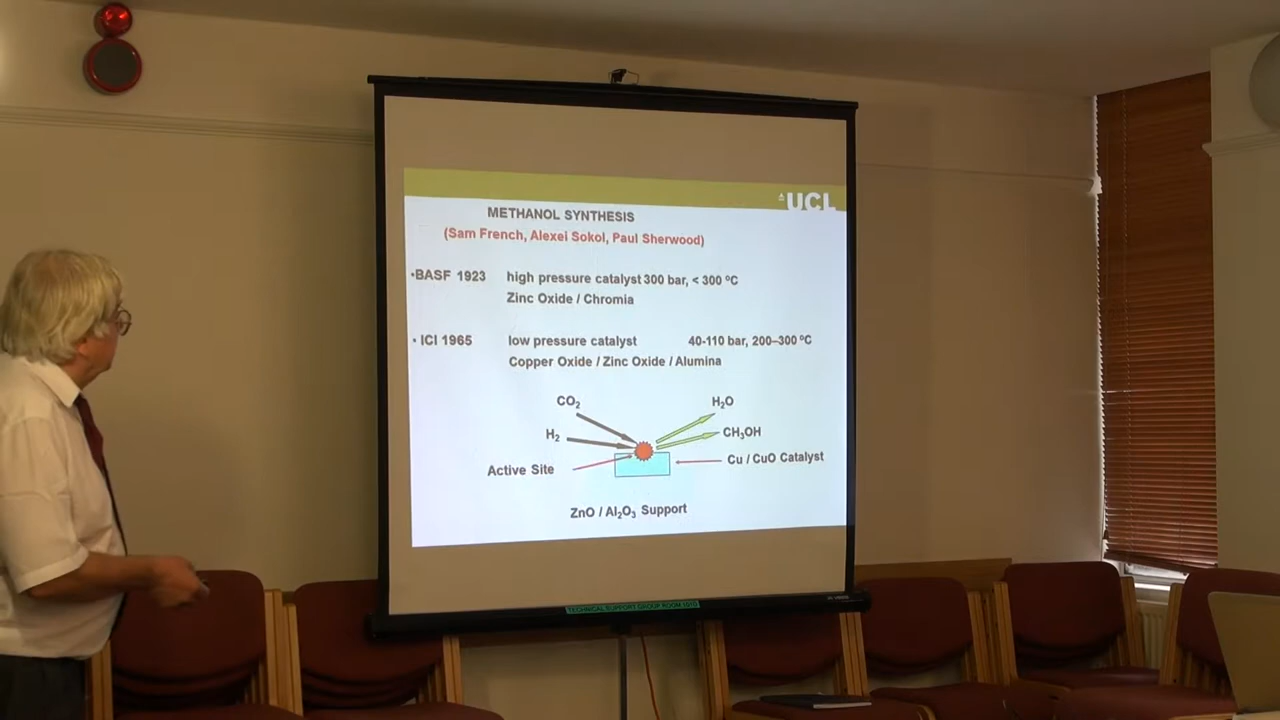 UCL
METHANOL SYNTHESIS
(Sam French, Alexei Sokol, Paul Sherwood)
•BASF 1923 high pressure catalyst 300 bar, < 300 ºC
Zinc Oxide / Chromia
• ICI 1965 low pressure catalyst 40-110 bar, 200–300 ºC
Copper Oxide / Zinc Oxide / Alumina
CO₂ H₂O
H₂ CH₃OH
Active Site Cu / CuO Catalyst
ZnO / Al₂O₃ Support
TECHNICAL SUPPORT GROUP ROOM